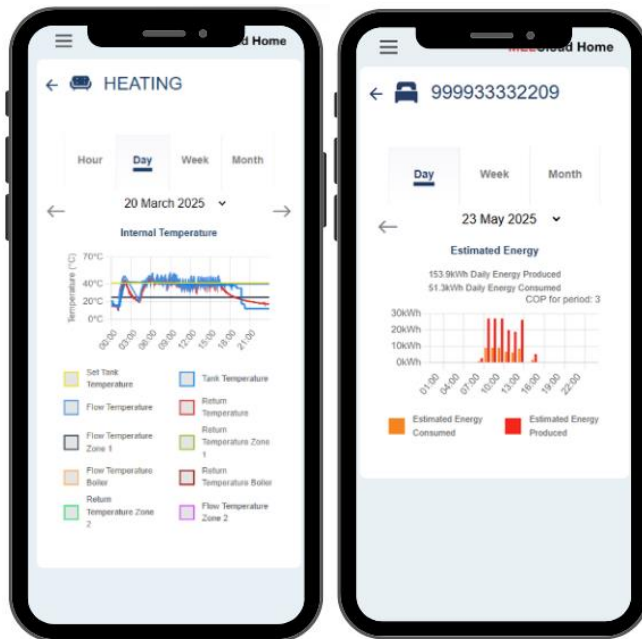 d Home
HEATING
Hour Day Week Month
20 March 2025
Internal Temperature
Temperature (°C)
70°C
40°C
20°C
0°C
00:00 03:00 06:00 09:00 12:00 15:00 18:00 21:00
Set Tank
Temperature
Tank Temperature
Flow Temperature
Return
Temperature
Flow Temperature
Zone 1
Return
Temperature Zone
1
Flow Temperature
Boiler
Return
Temperature Boiler
Return
Temperature Zone
2
Flow Temperature
Zone 2
MELCloud Home
999933332209
Day Week Month
23 May 2025
Estimated Energy
153.9kWh Daily Energy Produced
51.3kWh Daily Energy Consumed
COP for period: 3
30kWh
20kWh
10kWh
0kWh
01:00 04:00 07:00 10:00 13:00 16:00 19:00 22:00
Estimated Energy
Consumed
Estimated Energy
Produced